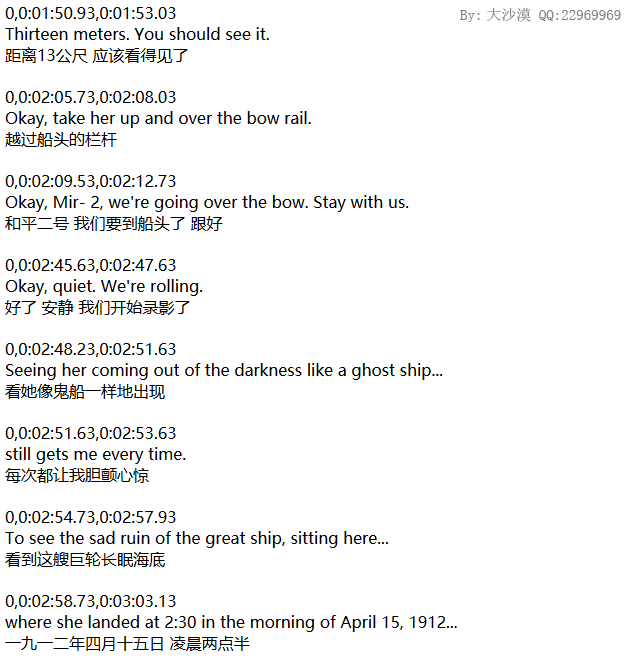 By: 大沙漠 QQ:22969969
0,0:01:50.93,0:01:53.03
Thirteen meters. You should see it.
距离13公尺 应该看得见了
0,0:02:05.73,0:02:08.03
Okay, take her up and over the bow rail.
越过船头的栏杆
0,0:02:09.53,0:02:12.73
Okay, Mir- 2, we're going over the bow. Stay with us.
和平二号 我们要到船头了 跟好
0,0:02:45.63,0:02:47.63
Okay, quiet. We're rolling.
好了 安静 我们开始录影了
0,0:02:48.23,0:02:51.63
Seeing her coming out of the darkness like a ghost ship...
看她像鬼船一样地出现
0,0:02:51.63,0:02:53.63
still gets me every time.
每次都让我胆颤心惊
0,0:02:54.73,0:02:57.93
To see the sad ruin of the great ship, sitting here...
看到这艘巨轮长眠海底
0,0:02:58.73,0:03:03.13
where she landed at 2:30 in the morning of April 15, 1912...
一九一二年四月十五日 凌晨两点半